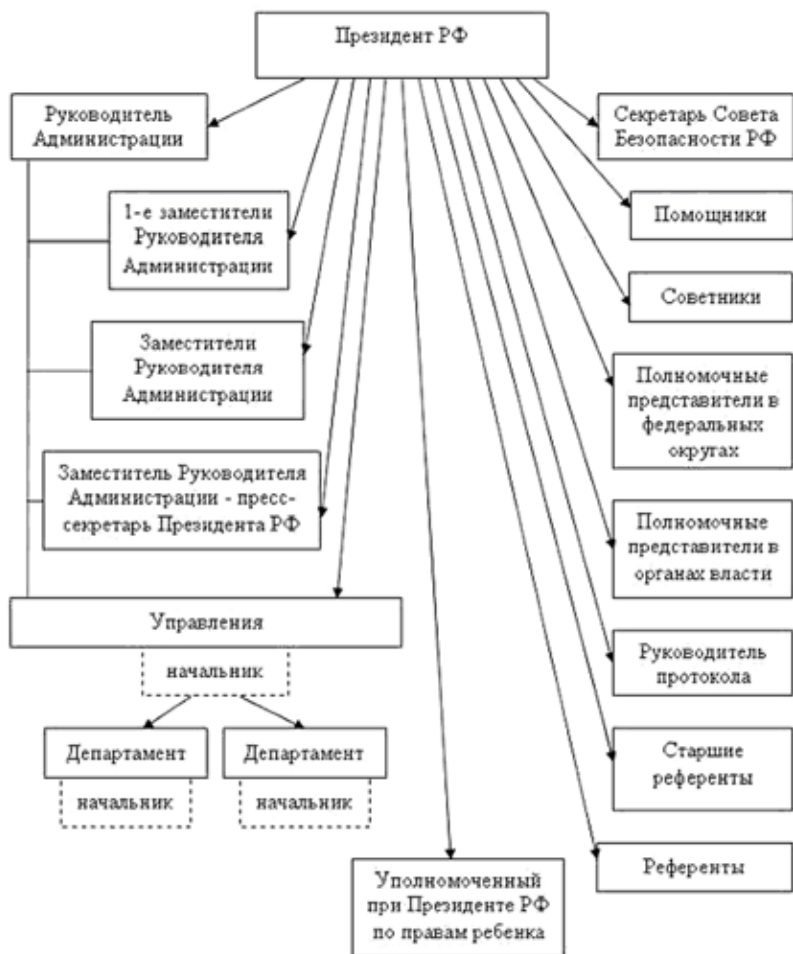 Президент РФ
Руководитель
Администрации
1-е заместители
Руководителя
Администрации
Заместители
Руководителя
Администрации
Заместитель Руководителя
Администрации - пресс-
секретарь Президента РФ
Управления
начальник
Департамент
начальник
Департамент
начальник
Уполномоченный
при Президенте РФ
по правам ребенка
Секретарь Совета
Безопасности РФ
Помощники
Советники
Полномочные
представители в
федеральных
округах
Полномочные
представители в
органах власти
Руководитель
протокола
Старшие
референты
Референты